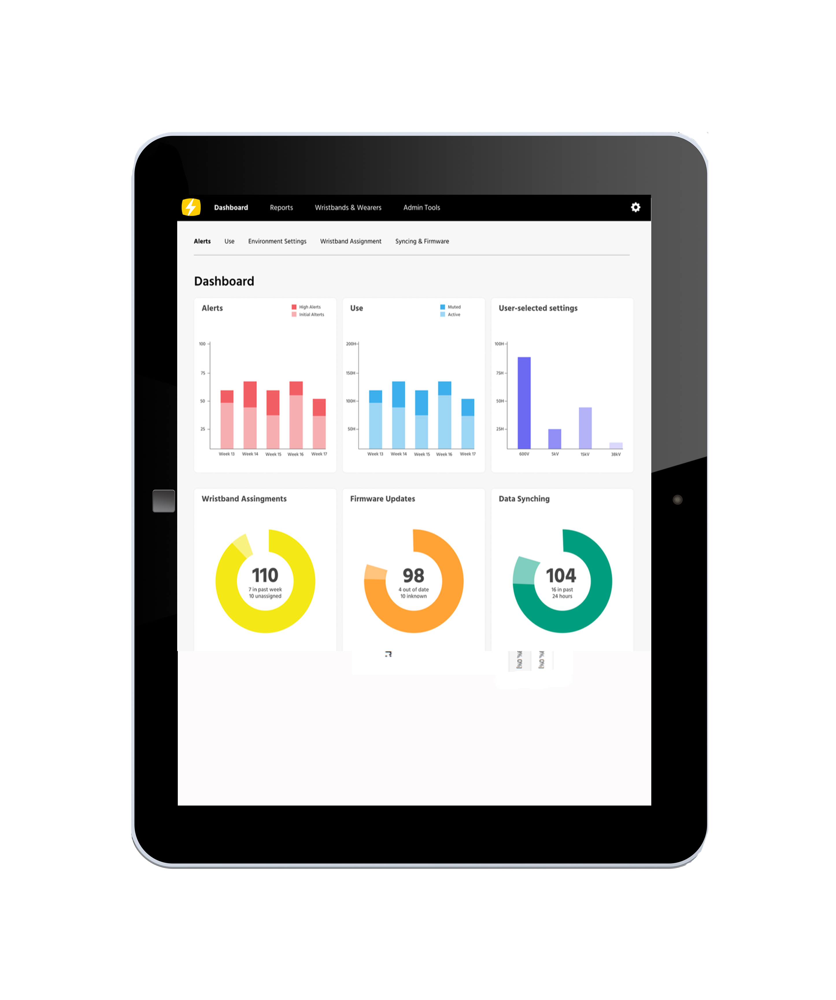 Dashboard Reports Wristbands & Wearers Admin Tools
Alerts Use Environment Settings Wristband Assignment Syncing & Firmware
Dashboard
Alerts
High Alerts
Initial Alterts
100
75
50
25
Week 13 Week 14 Week 15 Week 16 Week 17
Use
Muted
Active
200H
150H
100H
50H
Week 13 Week 14 Week 15 Week 16 Week 17
User-selected settings
100H
75H
50H
25H
600V 5kV 15kV 38kV
Wristband Assingments
110
7 in past week
10 unassigned
Firmware Updates
98
4 out of date
10 inknown
Data Synching
104
16 in past
24 hours